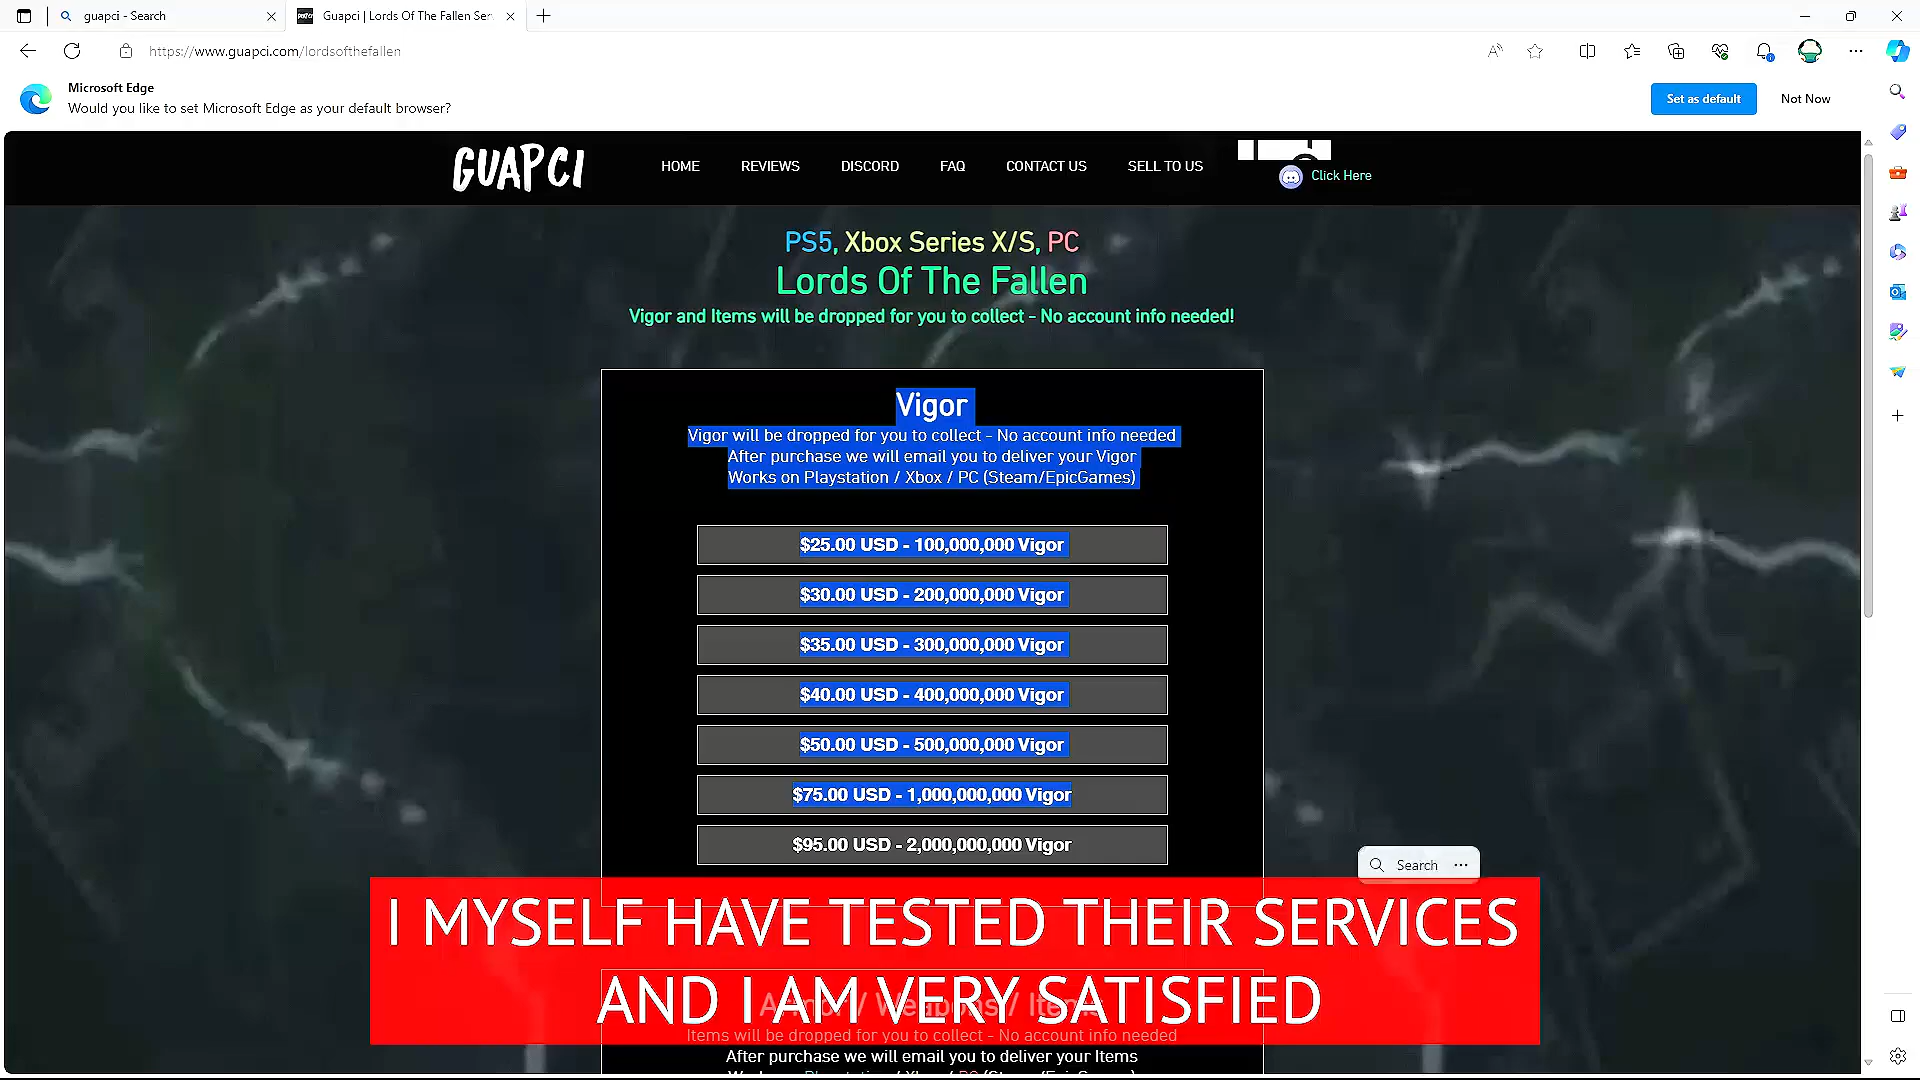 guapci - Search
Guapci | Lords Of The Fallen Ser
https://www.guapci.com/lordsofthefallen
Microsoft Edge
Would you like to set Microsoft Edge as your default browser?
Set as default
Not Now
GUAPCI
HOME
REVIEWS
DISCORD
FAQ
CONTACT US
SELL TO US
Click Here
PS5, Xbox Series X/S, PC
Lords Of The Fallen
Vigor and Items will be dropped for you to collect - No account info needed!
Vigor
Vigor will be dropped for you to collect - No account info needed
After purchase we will email you to deliver your Vigor
Works on Playstation / Xbox / PC (Steam/EpicGames)
$25.00 USD - 100,000,000 Vigor
$30.00 USD - 200,000,000 Vigor
$35.00 USD - 300,000,000 Vigor
$40.00 USD - 400,000,000 Vigor
$50.00 USD - 500,000,000 Vigor
$75.00 USD - 1,000,000,000 Vigor
$95.00 USD - 2,000,000,000 Vigor
Search
I MYSELF HAVE TESTED THEIR SERVICES
AND I AM VERY SATISFIED
Items will be dropped for you to collect - No account info needed
After purchase we will email you to deliver your Items